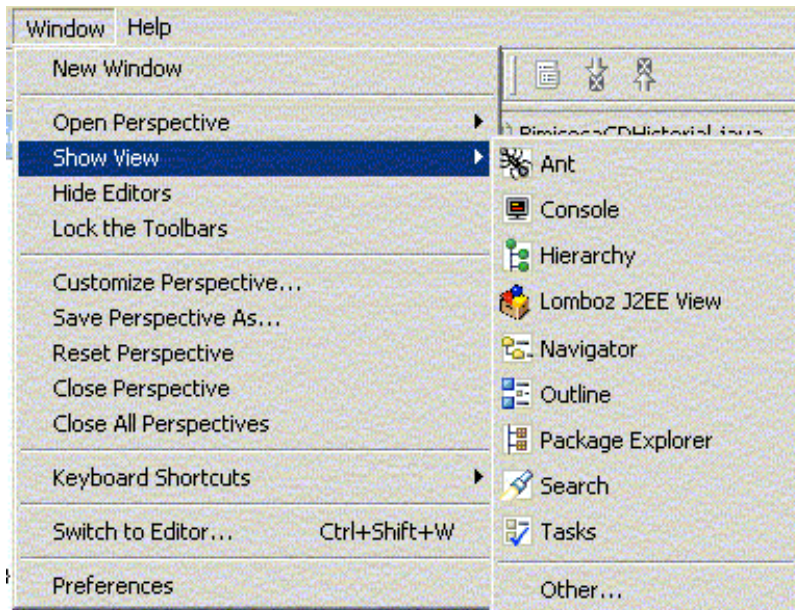 Window Help
New Window
Open Perspective
Show View
Hide Editors
Lock the Toolbars
Customize Perspective...
Save Perspective As...
Reset Perspective
Close Perspective
Close All Perspectives
Keyboard Shortcuts
Switch to Editor... Ctrl+Shift+W
Preferences
Ant
Console
Hierarchy
Lomboz J2EE View
Navigator
Outline
Package Explorer
Search
Tasks
Other...